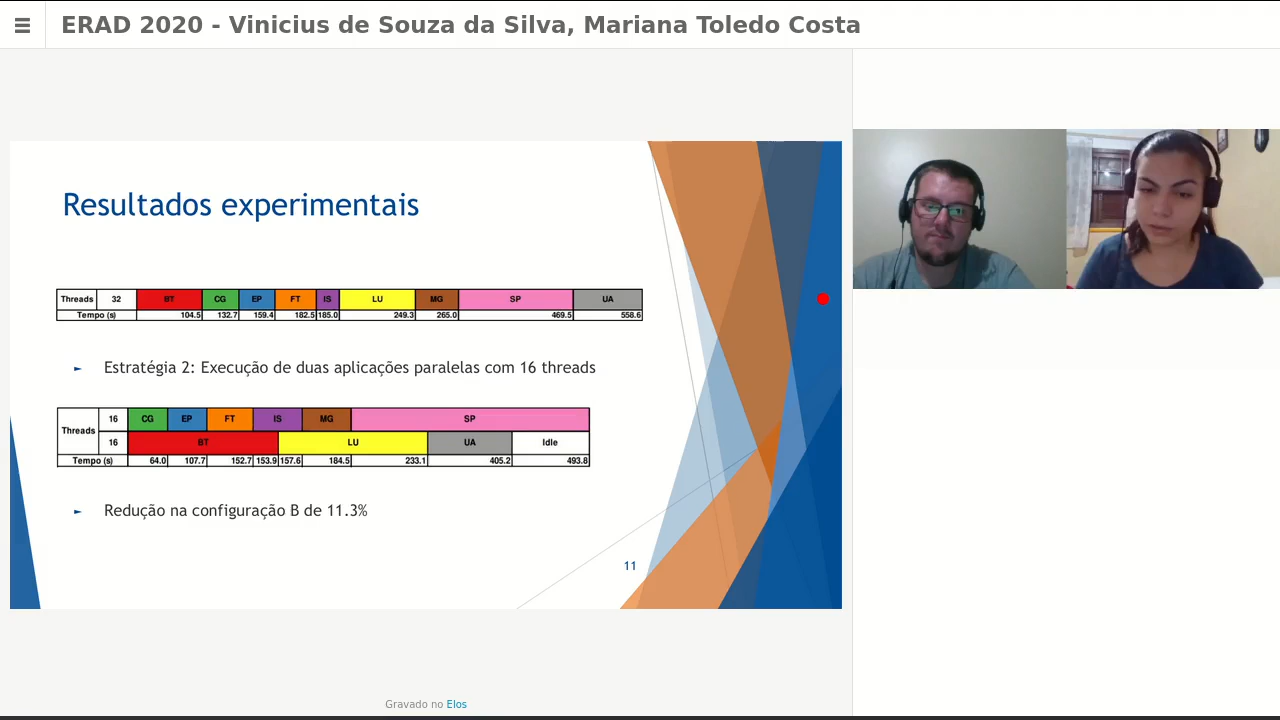 ERAD 2020 - Vinicius de Souza da Silva, Mariana Toledo Costa
Resultados experimentais
Threads 32 BT CG EP FT IS LU MG SP UA
Tempo (s) 104.5 132.7 159.4 182.5 185.0 249.3 265.0 469.5 558.6
► Estratégia 2: Execução de duas aplicações paralelas com 16 threads
Threads 16 CG EP FT IS MG SP
16 BT LU UA Idle
Tempo (s) 64.0 107.7 152.7 153.9 157.6 184.5 233.1 405.2 493.8
► Redução na configuração B de 11.3%
11
Gravado no Elos